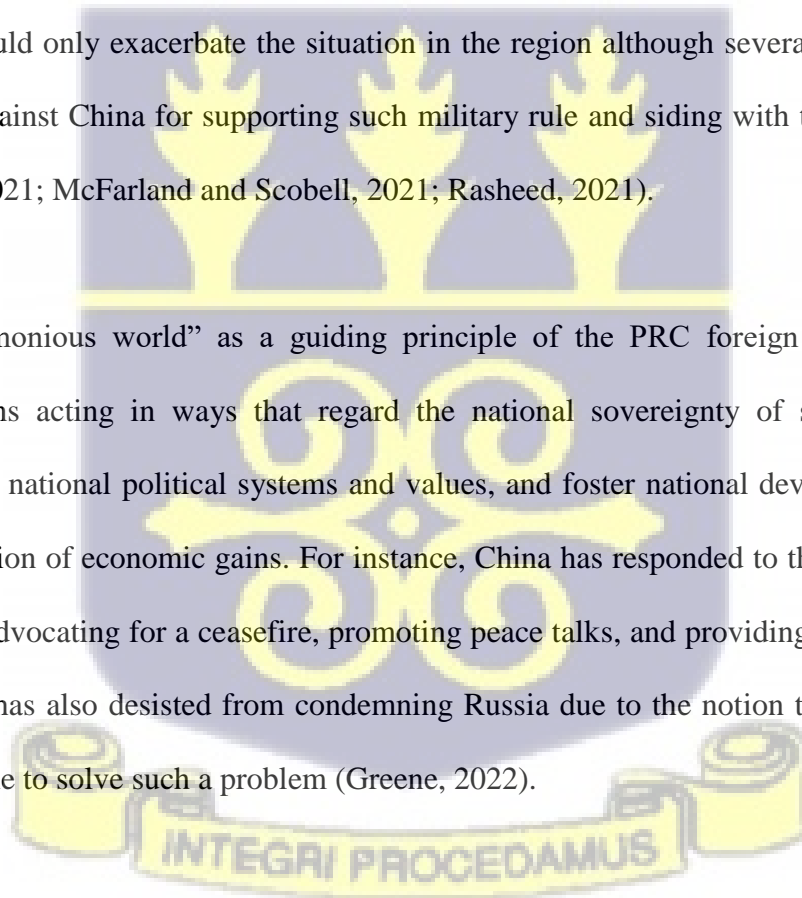 uld only exacerbate the situation in the region although severa
ainst China for supporting such military rule and siding with t
021; McFarland and Scobell, 2021; Rasheed, 2021).
nonious world” as a guiding principle of the PRC foreign
ns acting in ways that regard the national sovereignty of s
national political systems and values, and foster national dev
ion of economic gains. For instance, China has responded to th
dvocating for a ceasefire, promoting peace talks, and providing
has also desisted from condemning Russia due to the notion t
e to solve such a problem (Greene, 2022).
INTEGRI PROCEDAMUS